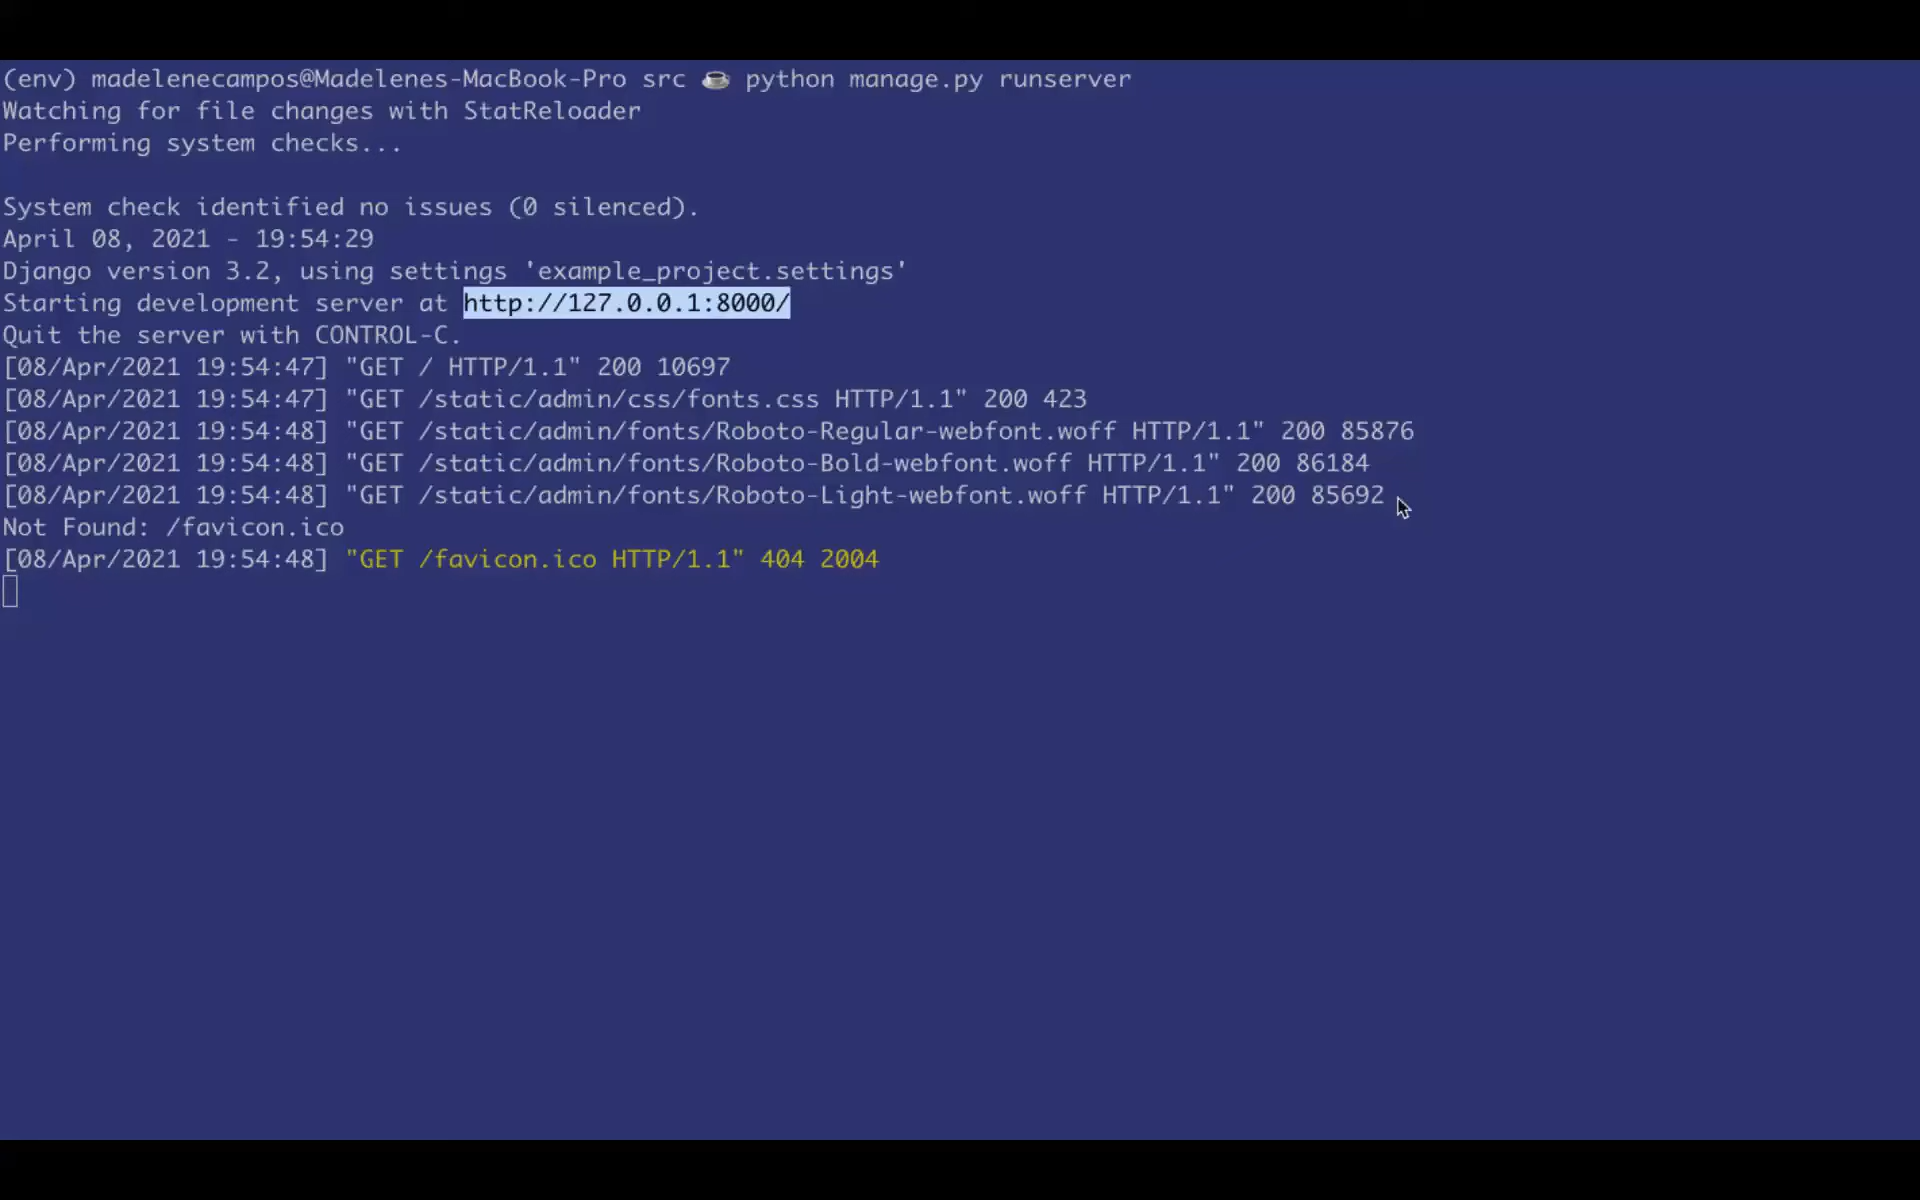 (env) madelenecampos@Madelenes-MacBook-Pro src ☕ python manage.py runserver
Watching for file changes with StatReloader
Performing system checks...
System check identified no issues (0 silenced).
April 08, 2021 - 19:54:29
Django version 3.2, using settings 'example_project.settings'
Starting development server at http://127.0.0.1:8000/
Quit the server with CONTROL-C.
[08/Apr/2021 19:54:47] "GET / HTTP/1.1" 200 10697
[08/Apr/2021 19:54:47] "GET /static/admin/css/fonts.css HTTP/1.1" 200 423
[08/Apr/2021 19:54:48] "GET /static/admin/fonts/Roboto-Regular-webfont.woff HTTP/1.1" 200 85876
[08/Apr/2021 19:54:48] "GET /static/admin/fonts/Roboto-Bold-webfont.woff HTTP/1.1" 200 86184
[08/Apr/2021 19:54:48] "GET /static/admin/fonts/Roboto-Light-webfont.woff HTTP/1.1" 200 85692
Not Found: /favicon.ico
[08/Apr/2021 19:54:48] "GET /favicon.ico HTTP/1.1" 404 2004